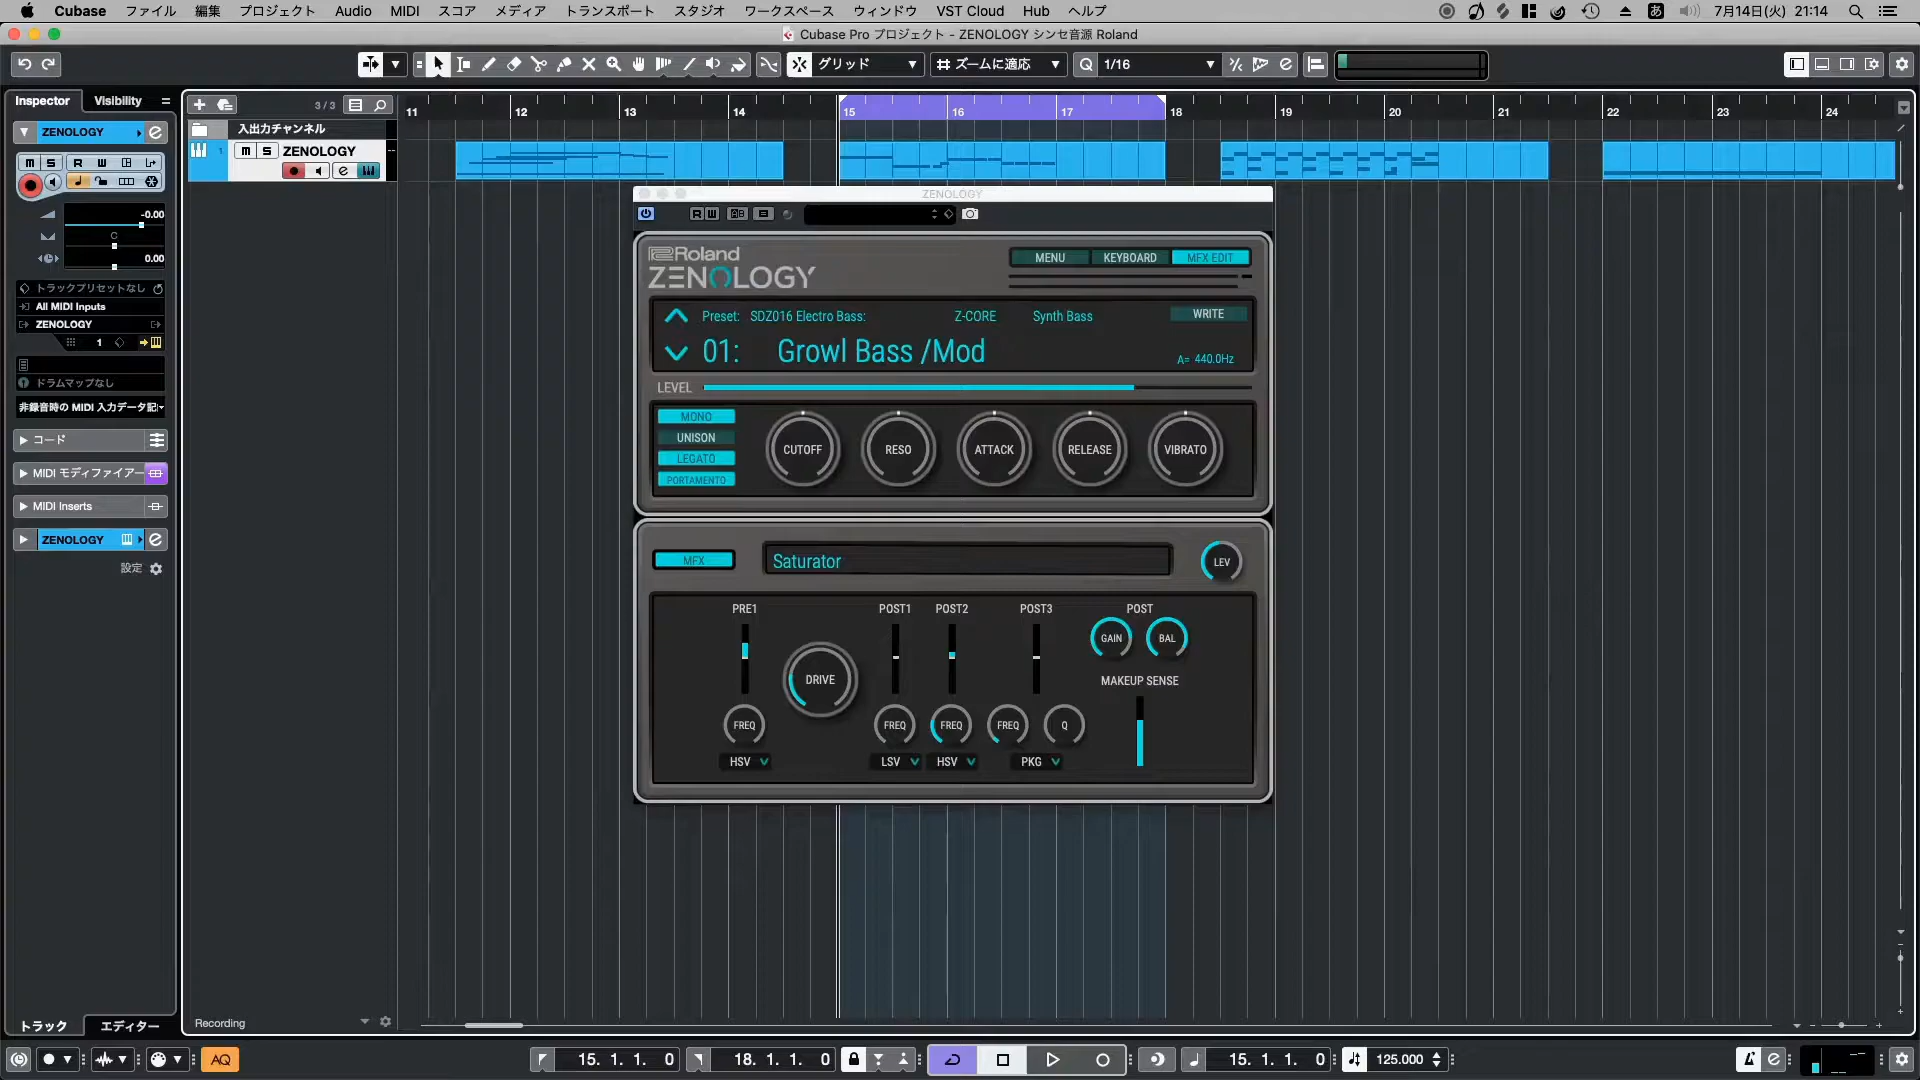 Cubase ファイル 編集 プロジェクト Audio MIDI スコア メディア トランスポート スタジオ ワークスペース ウィンドウ VST Cloud Hub ヘルプ あ 7月14日(火) 21:14
Cubase Pro プロジェクト - ZENOLOGY シンセ音源 Roland
グリッド ズームに適応 Q 1/16
Inspector Visibility
3 / 3
11 12 13 14 15 16 17 18 19 20 21 22 23 24
入出力チャンネル
ZENOLOGY
1 m S ZENOLOGY
m S R W
-0.00
C
0.00
トラックプリセットなし
All MIDI Inputs
ZENOLOGY
1
ドラムマップなし
非録音時の MIDI 入力データ記
コード
MIDI モディファイアー
MIDI Inserts
ZENOLOGY
設定
トラック エディター
Recording
ZENOLOGY
R W
Roland
ZENOLOGY
MENU KEYBOARD MFX EDIT
Preset: SDZ016 Electro Bass: Z-CORE Synth Bass WRITE
01: Growl Bass /Mod A= 440.0Hz
LEVEL
MONO
UNISON
LEGATO
PORTAMENTO
CUTOFF RESO ATTACK RELEASE VIBRATO
MFX Saturator LEV
PRE1 POST1 POST2 POST3 POST
GAIN BAL
DRIVE MAKEUP SENSE
FREQ FREQ FREQ FREQ Q
HSV LSV HSV PKG
AQ 15. 1. 1. 0 18. 1. 1. 0 15. 1. 1. 0 125.000